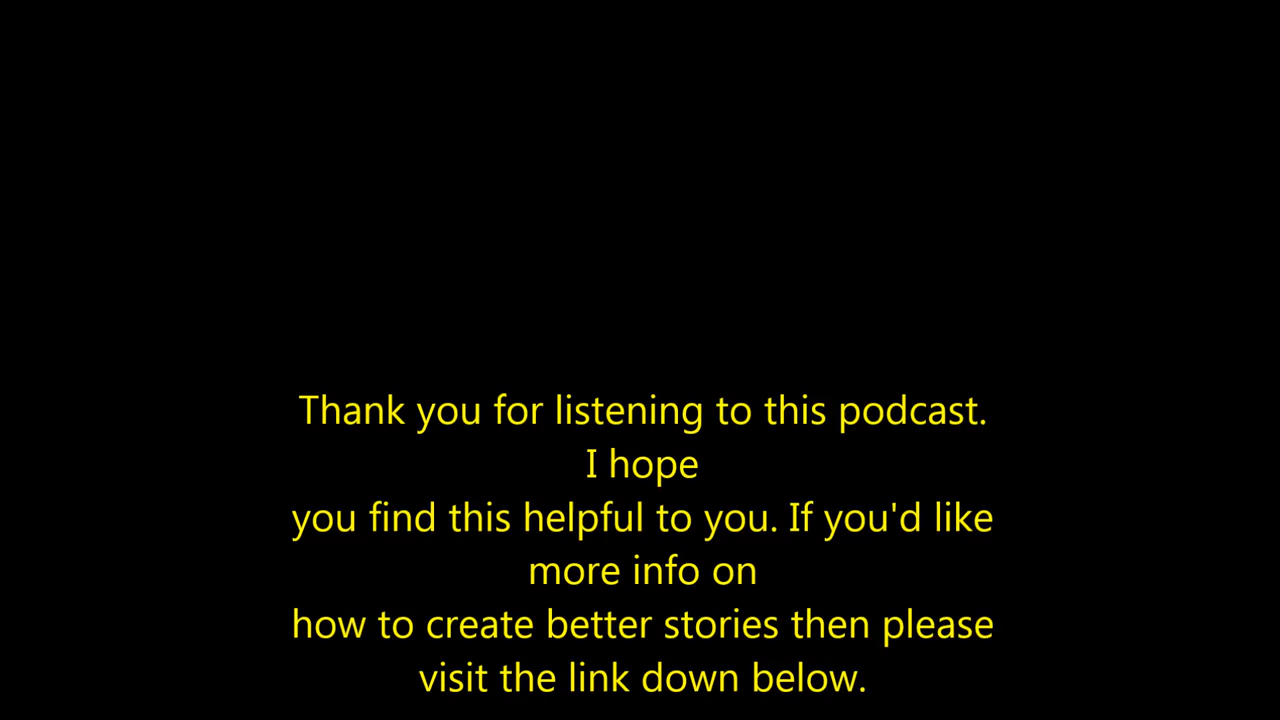 Thank you for listening to this podcast.
I hope
you find this helpful to you. If you'd like
more info on
how to create better stories then please
visit the link down below.